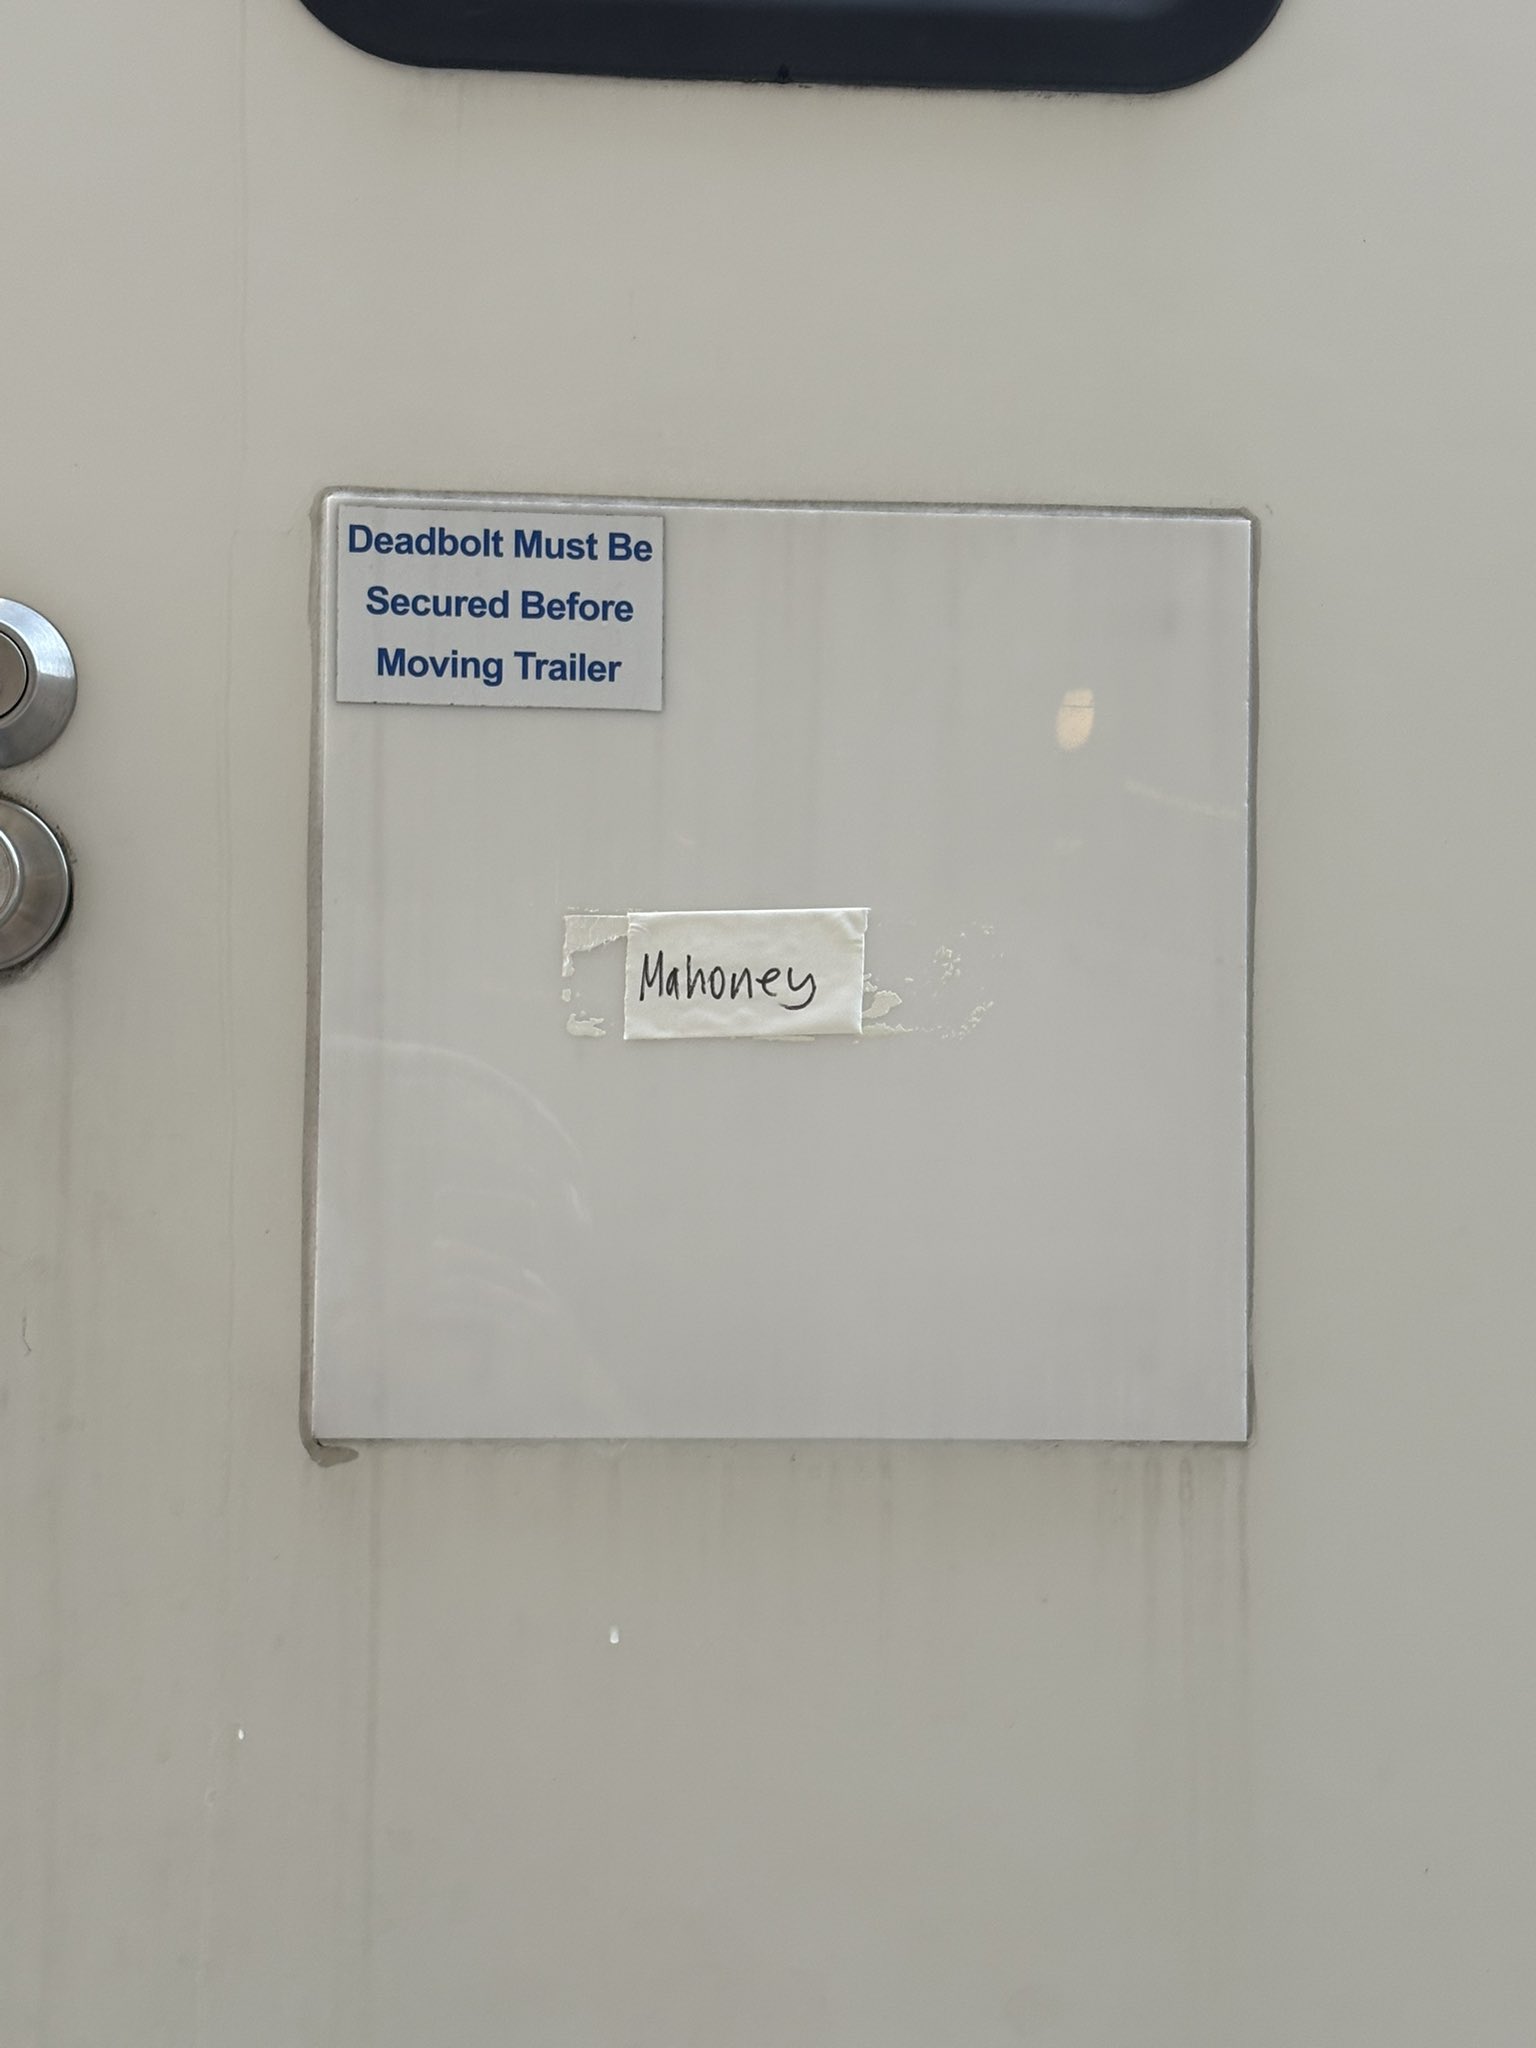 Deadbolt Must Be
Secured Before
Moving Trailer
Mahoney